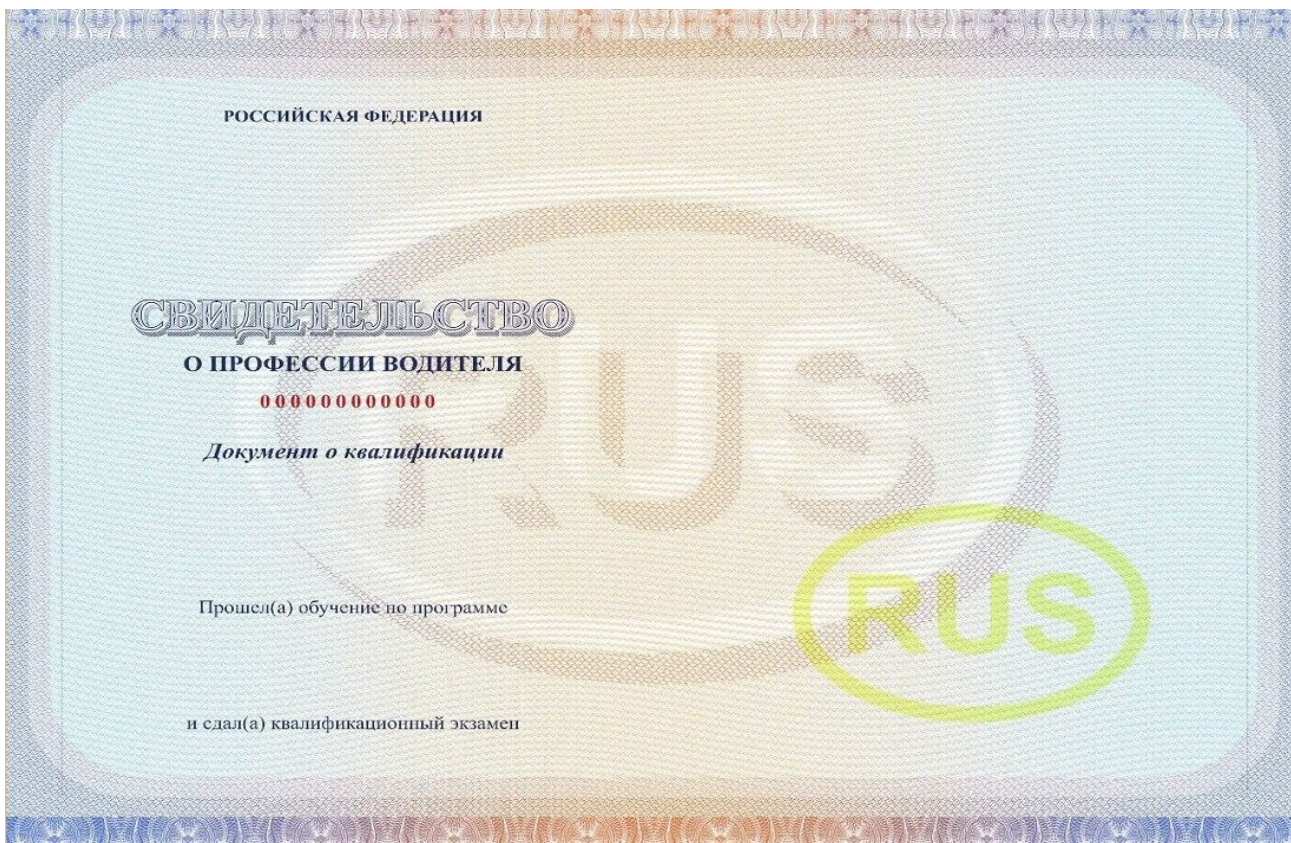 РОССИЙСКАЯ ФЕДЕРАЦИЯ
СВИДЕТЕЛЬСТВО
О ПРОФЕССИИ ВОДИТЕЛЯ
000000000000
Документ о квалификации
RUS
RUS
Прошел(а) обучение по программе
и сдал(а) квалификационный экзамен